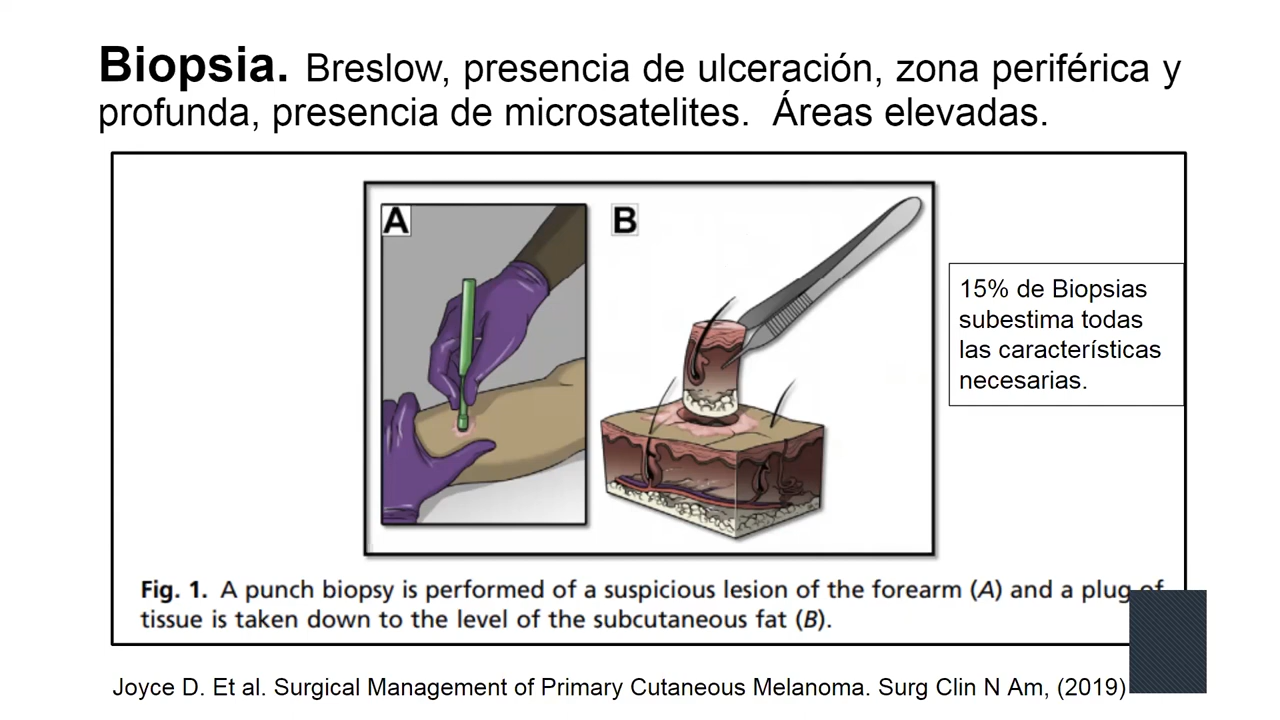 Biopsia. Breslow, presencia de ulceración, zona periférica y
profunda, presencia de microsatelites.  Áreas elevadas.
A
B
15% de Biopsias
subestima todas
las características
necesarias.
Fig. 1. A punch biopsy is performed of a suspicious lesion of the forearm (A) and a plug of
tissue is taken down to the level of the subcutaneous fat (B).
Joyce D. Et al. Surgical Management of Primary Cutaneous Melanoma. Surg Clin N Am, (2019)